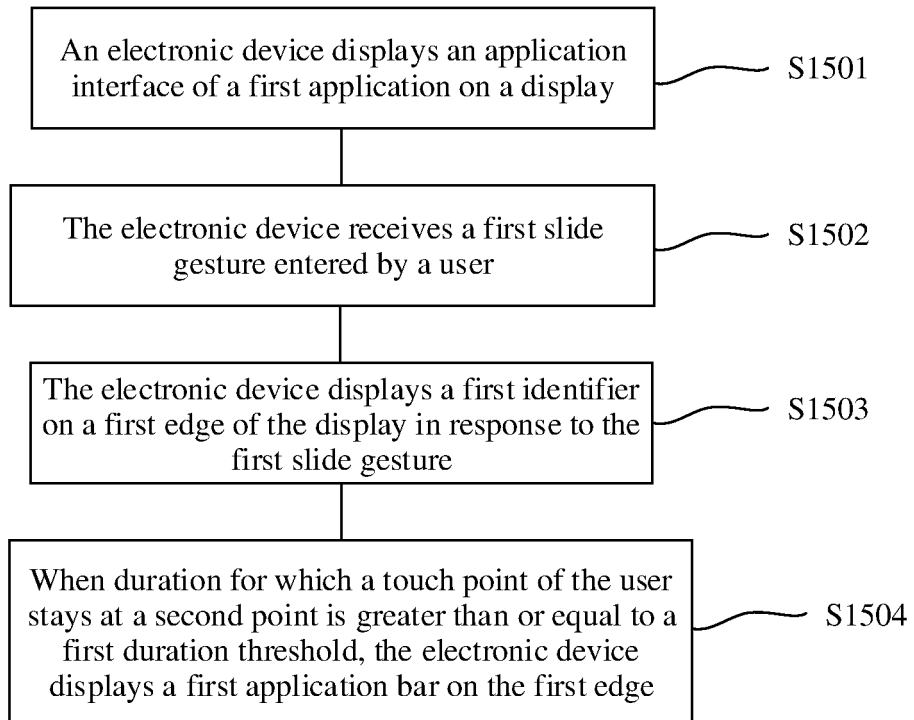 An electronic device displays an application
interface of a first application on a display
S1501
The electronic device receives a first slide
gesture entered by a user
S1502
The electronic device displays a first identifier
on a first edge of the display in response to the
first slide gesture
S1503
When duration for which a touch point of the user
stays at a second point is greater than or equal to a
first duration threshold, the electronic device
displays a first application bar on the first edge
S1504